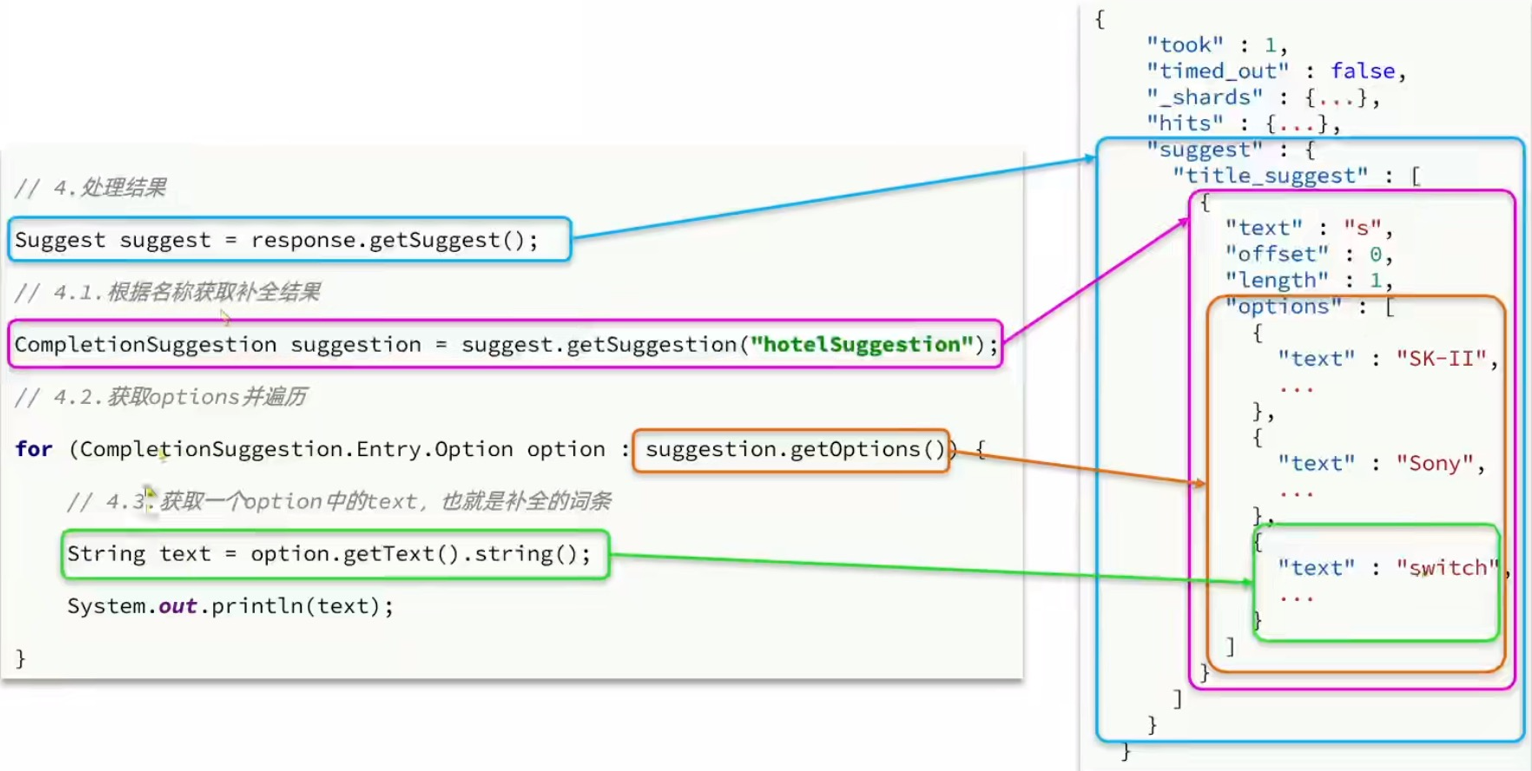 // 4.处理结果
Suggest suggest = response.getSuggest();
// 4.1.根据名称获取补全结果
CompletionSuggestion suggestion = suggest.getSuggestion("hotelSuggestion");
// 4.2.获取options并遍历
for (CompletionSuggestion.Entry.Option option : suggestion.getOptions()) {
// 4.3.获取一个option中的text，也就是补全的词条
String text = option.getText().string();
System.out.println(text);
}
{
"took" : 1,
"timed_out" : false,
"_shards" : {...},
"hits" : {...},
"suggest" : {
"title_suggest" : [
{
"text" : "s",
"offset" : 0,
"length" : 1,
"options" : [
{
"text" : "SK-II",
...
},
{
"text" : "Sony",
...
},
{
"text" : "switch",
...
}
]
}
]
}
}